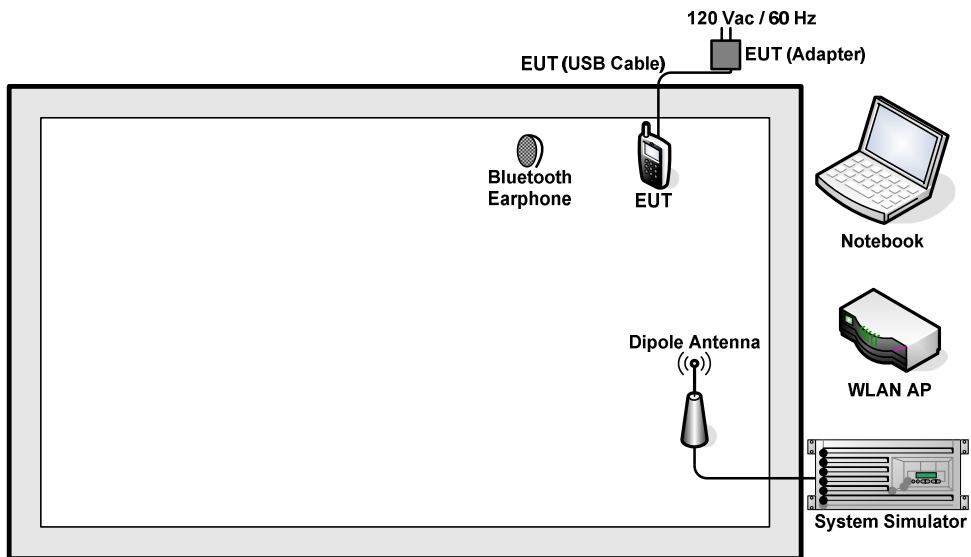 120 Vac / 60 Hz
EUT (USB Cable)
EUT (Adapter)
Bluetooth
Earphone
EUT
Notebook
Dipole Antenna
WLAN AP
System Simulator